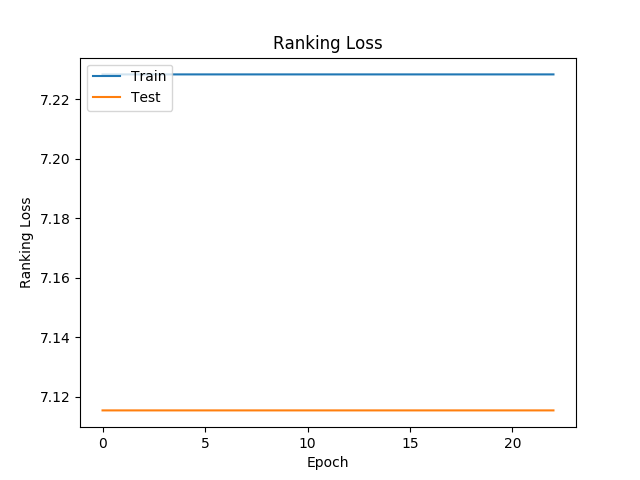 Ranking Loss
Train
Test
7.22
7.20
7.18
7.16
7.14
7.12
Ranking Loss
0 5 10 15 20
Epoch